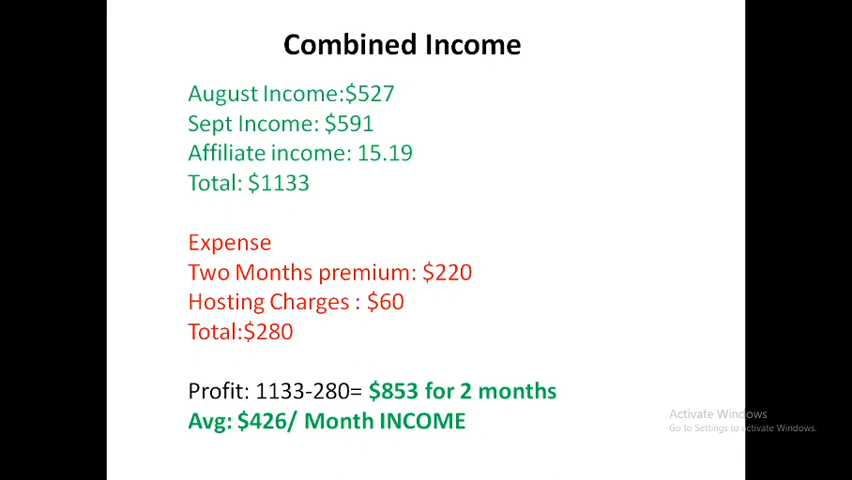 Combined Income
August Income:$527
Sept Income: $591
Affiliate income: 15.19
Total: $1133
Expense
Two Months premium: $220
Hosting Charges : $60
Total:$280
Profit: 1133-280= $853 for 2 months
Avg: $426/ Month INCOME
Activate Windows
Go to Settings to activate Windows.